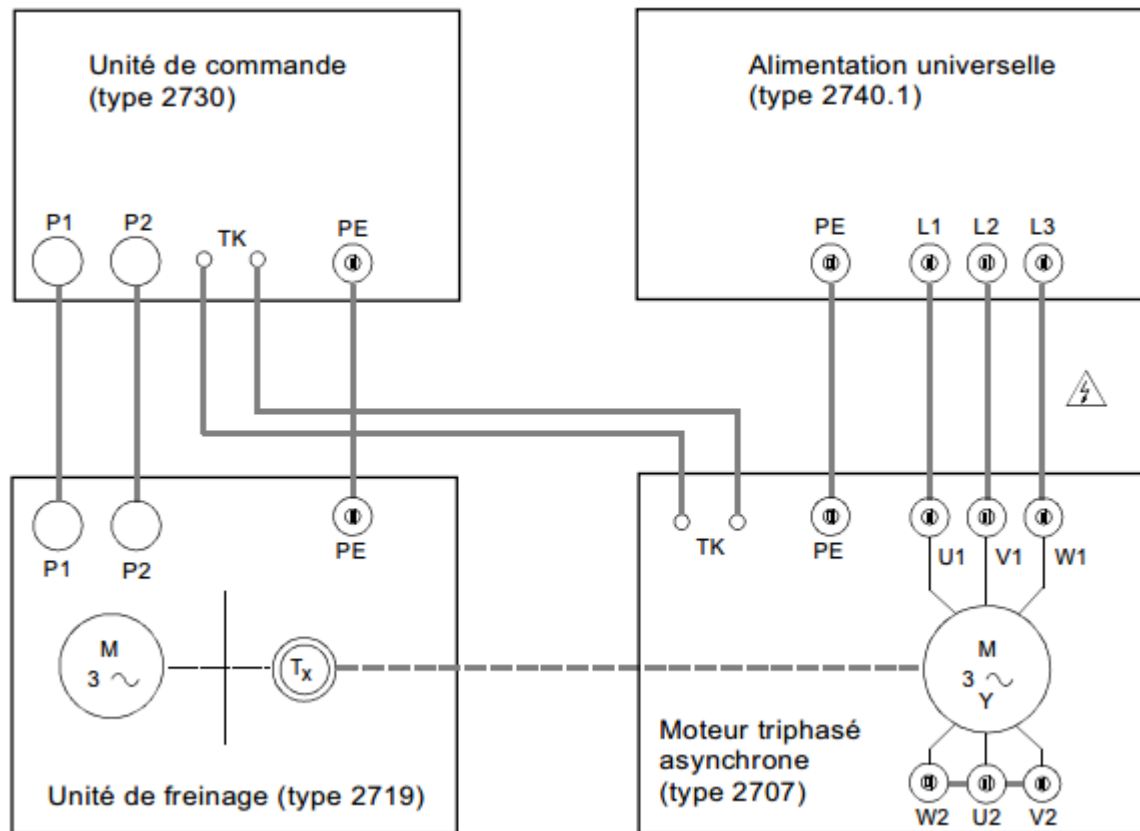 Unité de commande
(type 2730)
P1 P2 TK PE
Alimentation universelle
(type 2740.1)
PE L1 L2 L3
P1 P2 PE
M
3
Tx
Unité de freinage (type 2719)
TK PE U1 V1 W1
M
3
Y
Moteur triphasé
asynchrone
(type 2707)
W2 U2 V2